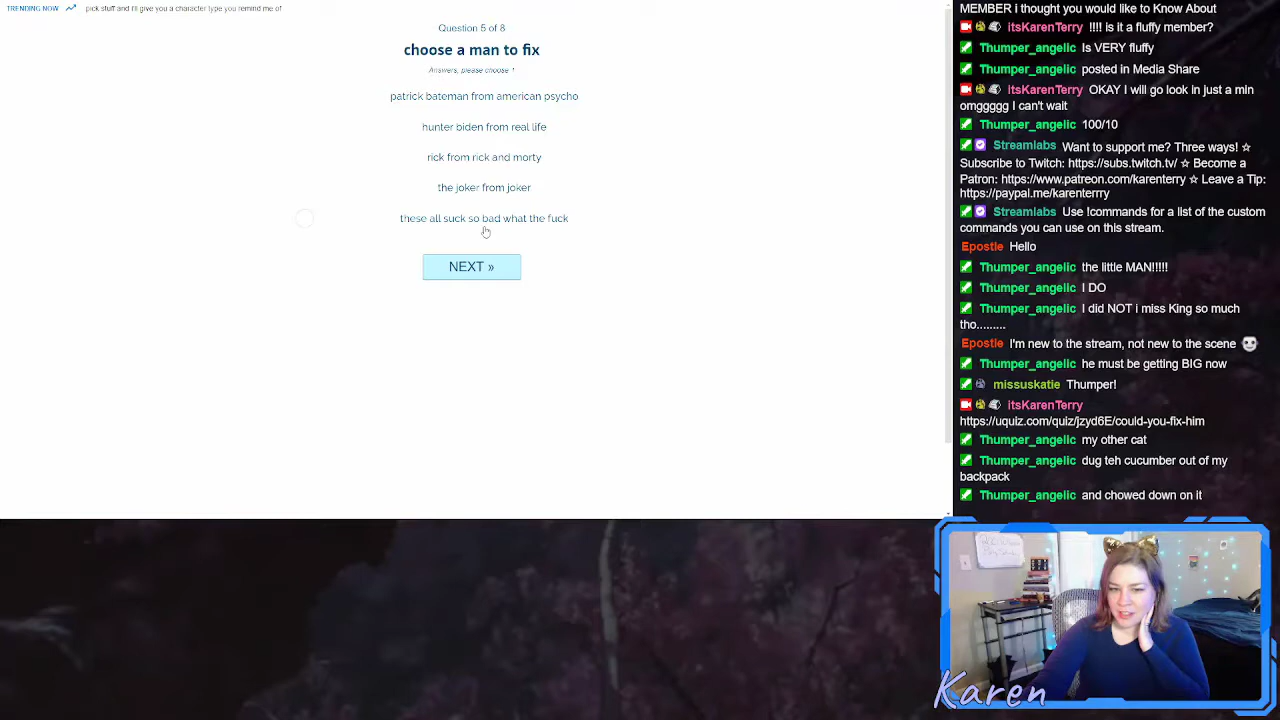 TRENDING NOW pick stuff and i'll give you a character type you remind me of
Question 5 of 8
choose a man to fix
Answers, please choose 1
patrick bateman from american psycho
hunter biden from real life
rick from rick and morty
the joker from joker
these all suck so bad what the fuck
NEXT »
MEMBER i thought you would like to Know About
itsKarenTerry !!!! is it a fluffy member?
Thumper_angelic Is VERY fluffy
Thumper_angelic posted in Media Share
itsKarenTerry OKAY I will go look in just a min
omggggg I can't wait
Thumper_angelic 100/10
Streamlabs Want to support me? Three ways! ☆
Subscribe to Twitch: https://subs.twitch.tv/ ☆ Become a
Patron: https://www.patreon.com/karenterry ☆ Leave a Tip:
https://paypal.me/karenterrry
Streamlabs Use !commands for a list of the custom
commands you can use on this stream.
Epostle Hello
Thumper_angelic the little MAN!!!!!
Thumper_angelic I DO
Thumper_angelic I did NOT i miss King so much
tho.........
Epostle I'm new to the stream, not new to the scene
Thumper_angelic he must be getting BIG now
missuskatie Thumper!
itsKarenTerry
https://uquiz.com/quiz/jzyd6E/could-you-fix-him
Thumper_angelic my other cat
Thumper_angelic dug teh cucumber out of my
backpack
Thumper_angelic and chowed down on it
Karen